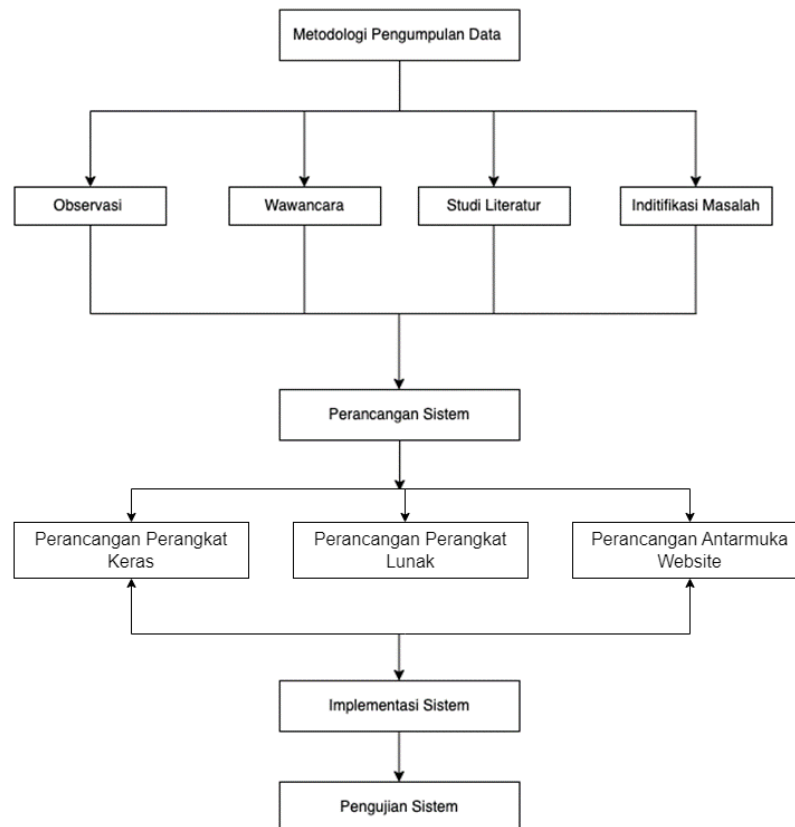 Metodologi Pengumpulan Data
Observasi
Wawancara
Studi Literatur
Inditifikasi Masalah
Perancangan Sistem
Perancangan Perangkat
Keras
Perancangan Perangkat
Lunak
Perancangan Antarmuka
Website
Implementasi Sistem
Pengujian Sistem